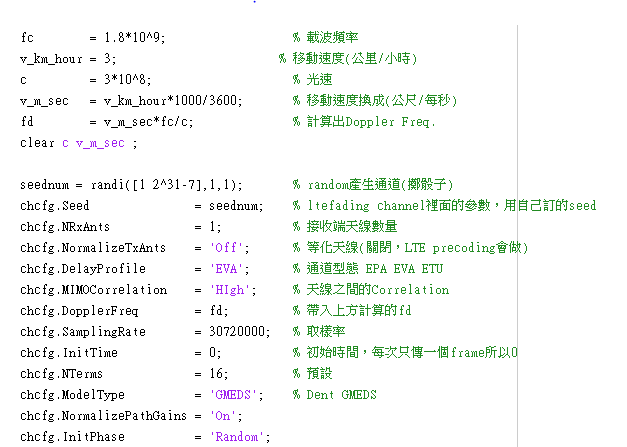 fc = 1.8*10^9; % 載波頻率
v_km_hour = 3; % 移動速度(公里/小時)
c = 3*10^8; % 光速
v_m_sec = v_km_hour*1000/3600; % 移動速度換成(公尺/每秒)
fd = v_m_sec*fc/c; % 計算出Doppler Freq.
clear c v_m_sec ;
seednum = randi([1 2^31-7],1,1); % random產生通道(擲骰子)
chcfg.Seed = seednum; % ltefading channel裡面的參數，用自己訂的seed
chcfg.NRxAnts = 1; % 接收端天線數量
chcfg.NormalizeTxAnts = 'Off'; % 等化天線(關閉，LTE precoding會做)
chcfg.DelayProfile = 'EVA'; % 通道型態 EPA EVA ETU
chcfg.MIMOCorrelation = 'HIgh'; % 天線之間的Correlation
chcfg.DopplerFreq = fd; % 帶入上方計算的fd
chcfg.SamplingRate = 30720000; % 取樣率
chcfg.InitTime = 0; % 初始時間，每次只傳一個frame所以0
chcfg.NTerms = 16; % 預設
chcfg.ModelType = 'GMEDS'; % Dent GMEDS
chcfg.NormalizePathGains = 'On';
chcfg.InitPhase = 'Random';